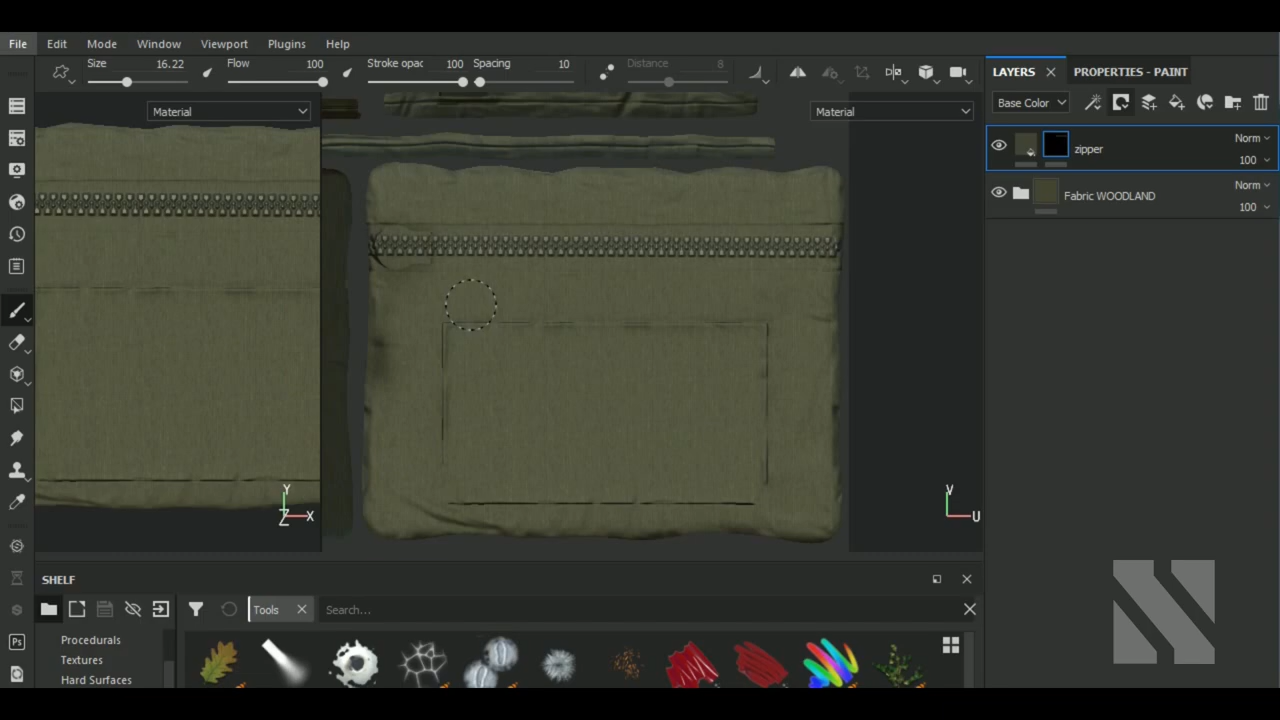 File Edit Mode Window Viewport Plugins Help
Size 16.22 Flow 100 Stroke opac 100 Spacing 10 Distance 8
LAYERS PROPERTIES - PAINT
Base Color
Material
Material
Norm
zipper
100
Norm
Fabric WOODLAND
100
Y
Z X
V
U
SHELF
Tools Search...
Procedurals
Textures
Hard Surfaces
Ps